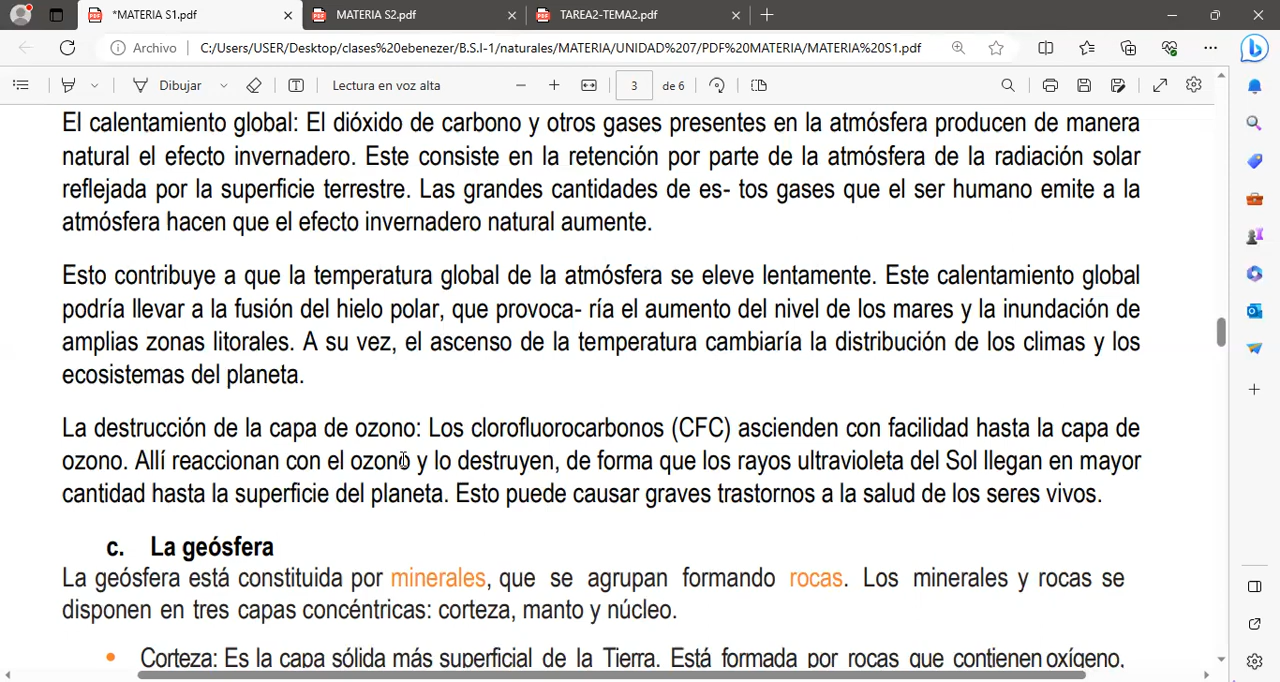 *MATERIA S1.pdf
MATERIA S2.pdf
TAREA2-TEMA2.pdf
Archivo
C:/Users/USER/Desktop/clases%20ebenezer/B.S.I-1/naturales/MATERIA/UNIDAD%207/PDF%20MATERIA/MATERIA%20S1.pdf
Dibujar
Lectura en voz alta
3 de 6
El calentamiento global: El dióxido de carbono y otros gases presentes en la atmósfera producen de manera
natural el efecto invernadero. Este consiste en la retención por parte de la atmósfera de la radiación solar
reflejada por la superficie terrestre. Las grandes cantidades de es- tos gases que el ser humano emite a la
atmósfera hacen que el efecto invernadero natural aumente.
Esto contribuye a que la temperatura global de la atmósfera se eleve lentamente. Este calentamiento global
podría llevar a la fusión del hielo polar, que provoca- ría el aumento del nivel de los mares y la inundación de
amplias zonas litorales. A su vez, el ascenso de la temperatura cambiaría la distribución de los climas y los
ecosistemas del planeta.
La destrucción de la capa de ozono: Los clorofluorocarbonos (CFC) ascienden con facilidad hasta la capa de
ozono. Allí reaccionan con el ozono y lo destruyen, de forma que los rayos ultravioleta del Sol llegan en mayor
cantidad hasta la superficie del planeta. Esto puede causar graves trastornos a la salud de los seres vivos.
c. La geósfera
La geósfera está constituida por minerales, que se agrupan formando rocas. Los minerales y rocas se
disponen en tres capas concéntricas: corteza, manto y núcleo.
• Corteza: Es la capa sólida más superficial de la Tierra. Está formada por rocas que contienen oxígeno,